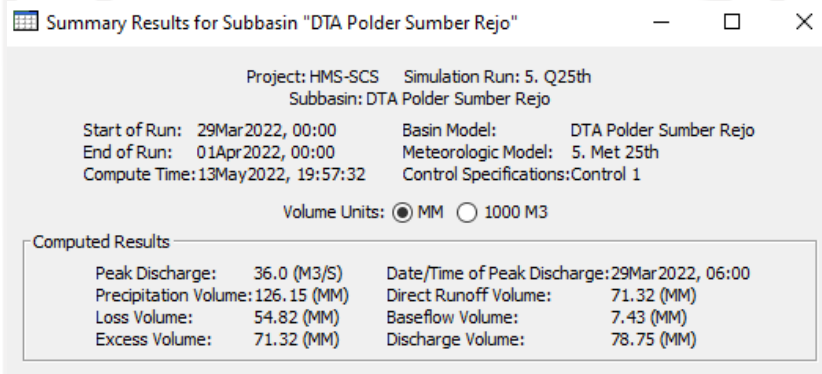 Summary Results for Subbasin "DTA Polder Sumber Rejo"
Project: HMS-SCS Simulation Run: 5. Q25th
Subbasin: DTA Polder Sumber Rejo
Start of Run: 29Mar2022, 00:00 Basin Model: DTA Polder Sumber Rejo
End of Run: 01Apr2022, 00:00 Meteorologic Model: 5. Met 25th
Compute Time:13May2022, 19:57:32 Control Specifications:Control 1
Volume Units: MM 1000 M3
Computed Results
Peak Discharge: 36.0 (M3/S) Date/Time of Peak Discharge:29Mar2022, 06:00
Precipitation Volume:126.15 (MM) Direct Runoff Volume: 71.32 (MM)
Loss Volume: 54.82 (MM) Baseflow Volume: 7.43 (MM)
Excess Volume: 71.32 (MM) Discharge Volume: 78.75 (MM)